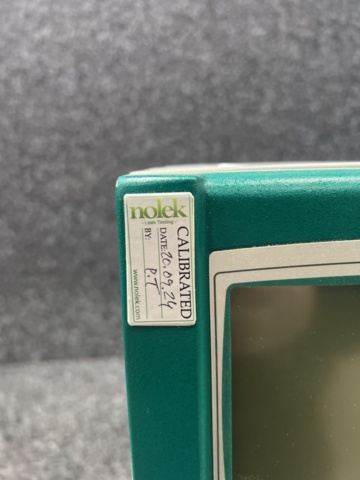 nolek
Leak Testing
CALIBRATED
DATE: 20.09.24
BY: P.T
www.nolek.com